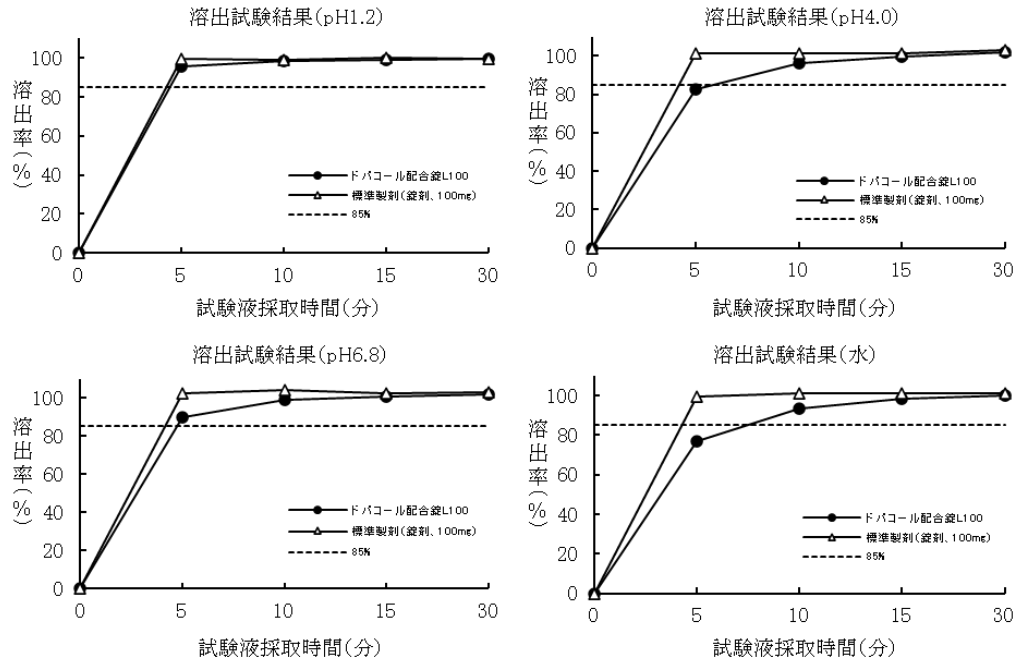 溶出試験結果(pH1.2)
溶出率(%)
100
80
60
40
20
0
ドパコール配合錠L100
標準製剤(錠剤、100mg)
85%
0 5 10 15 30
試験液採取時間(分)
溶出試験結果(pH4.0)
溶出率(%)
100
80
60
40
20
0
ドパコール配合錠L100
標準製剤(錠剤、100mg)
85%
0 5 10 15 30
試験液採取時間(分)
溶出試験結果(pH6.8)
溶出率(%)
100
80
60
40
20
0
ドパコール配合錠L100
標準製剤(錠剤、100mg)
85%
0 5 10 15 30
試験液採取時間(分)
溶出試験結果(水)
溶出率(%)
100
80
60
40
20
0
ドパコール配合錠L100
標準製剤(錠剤、100mg)
85%
0 5 10 15 30
試験液採取時間(分)